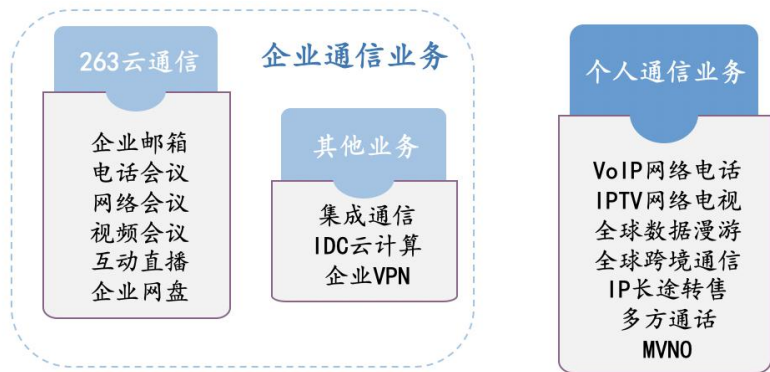 企业通信业务
263云通信
企业邮箱
电话会议
网络会议
视频会议
互动直播
企业网盘
其他业务
集成通信
IDC云计算
企业VPN
个人通信业务
VoIP网络电话
IPTV网络电视
全球数据漫游
全球跨境通信
IP长途转售
多方通话
MVNO